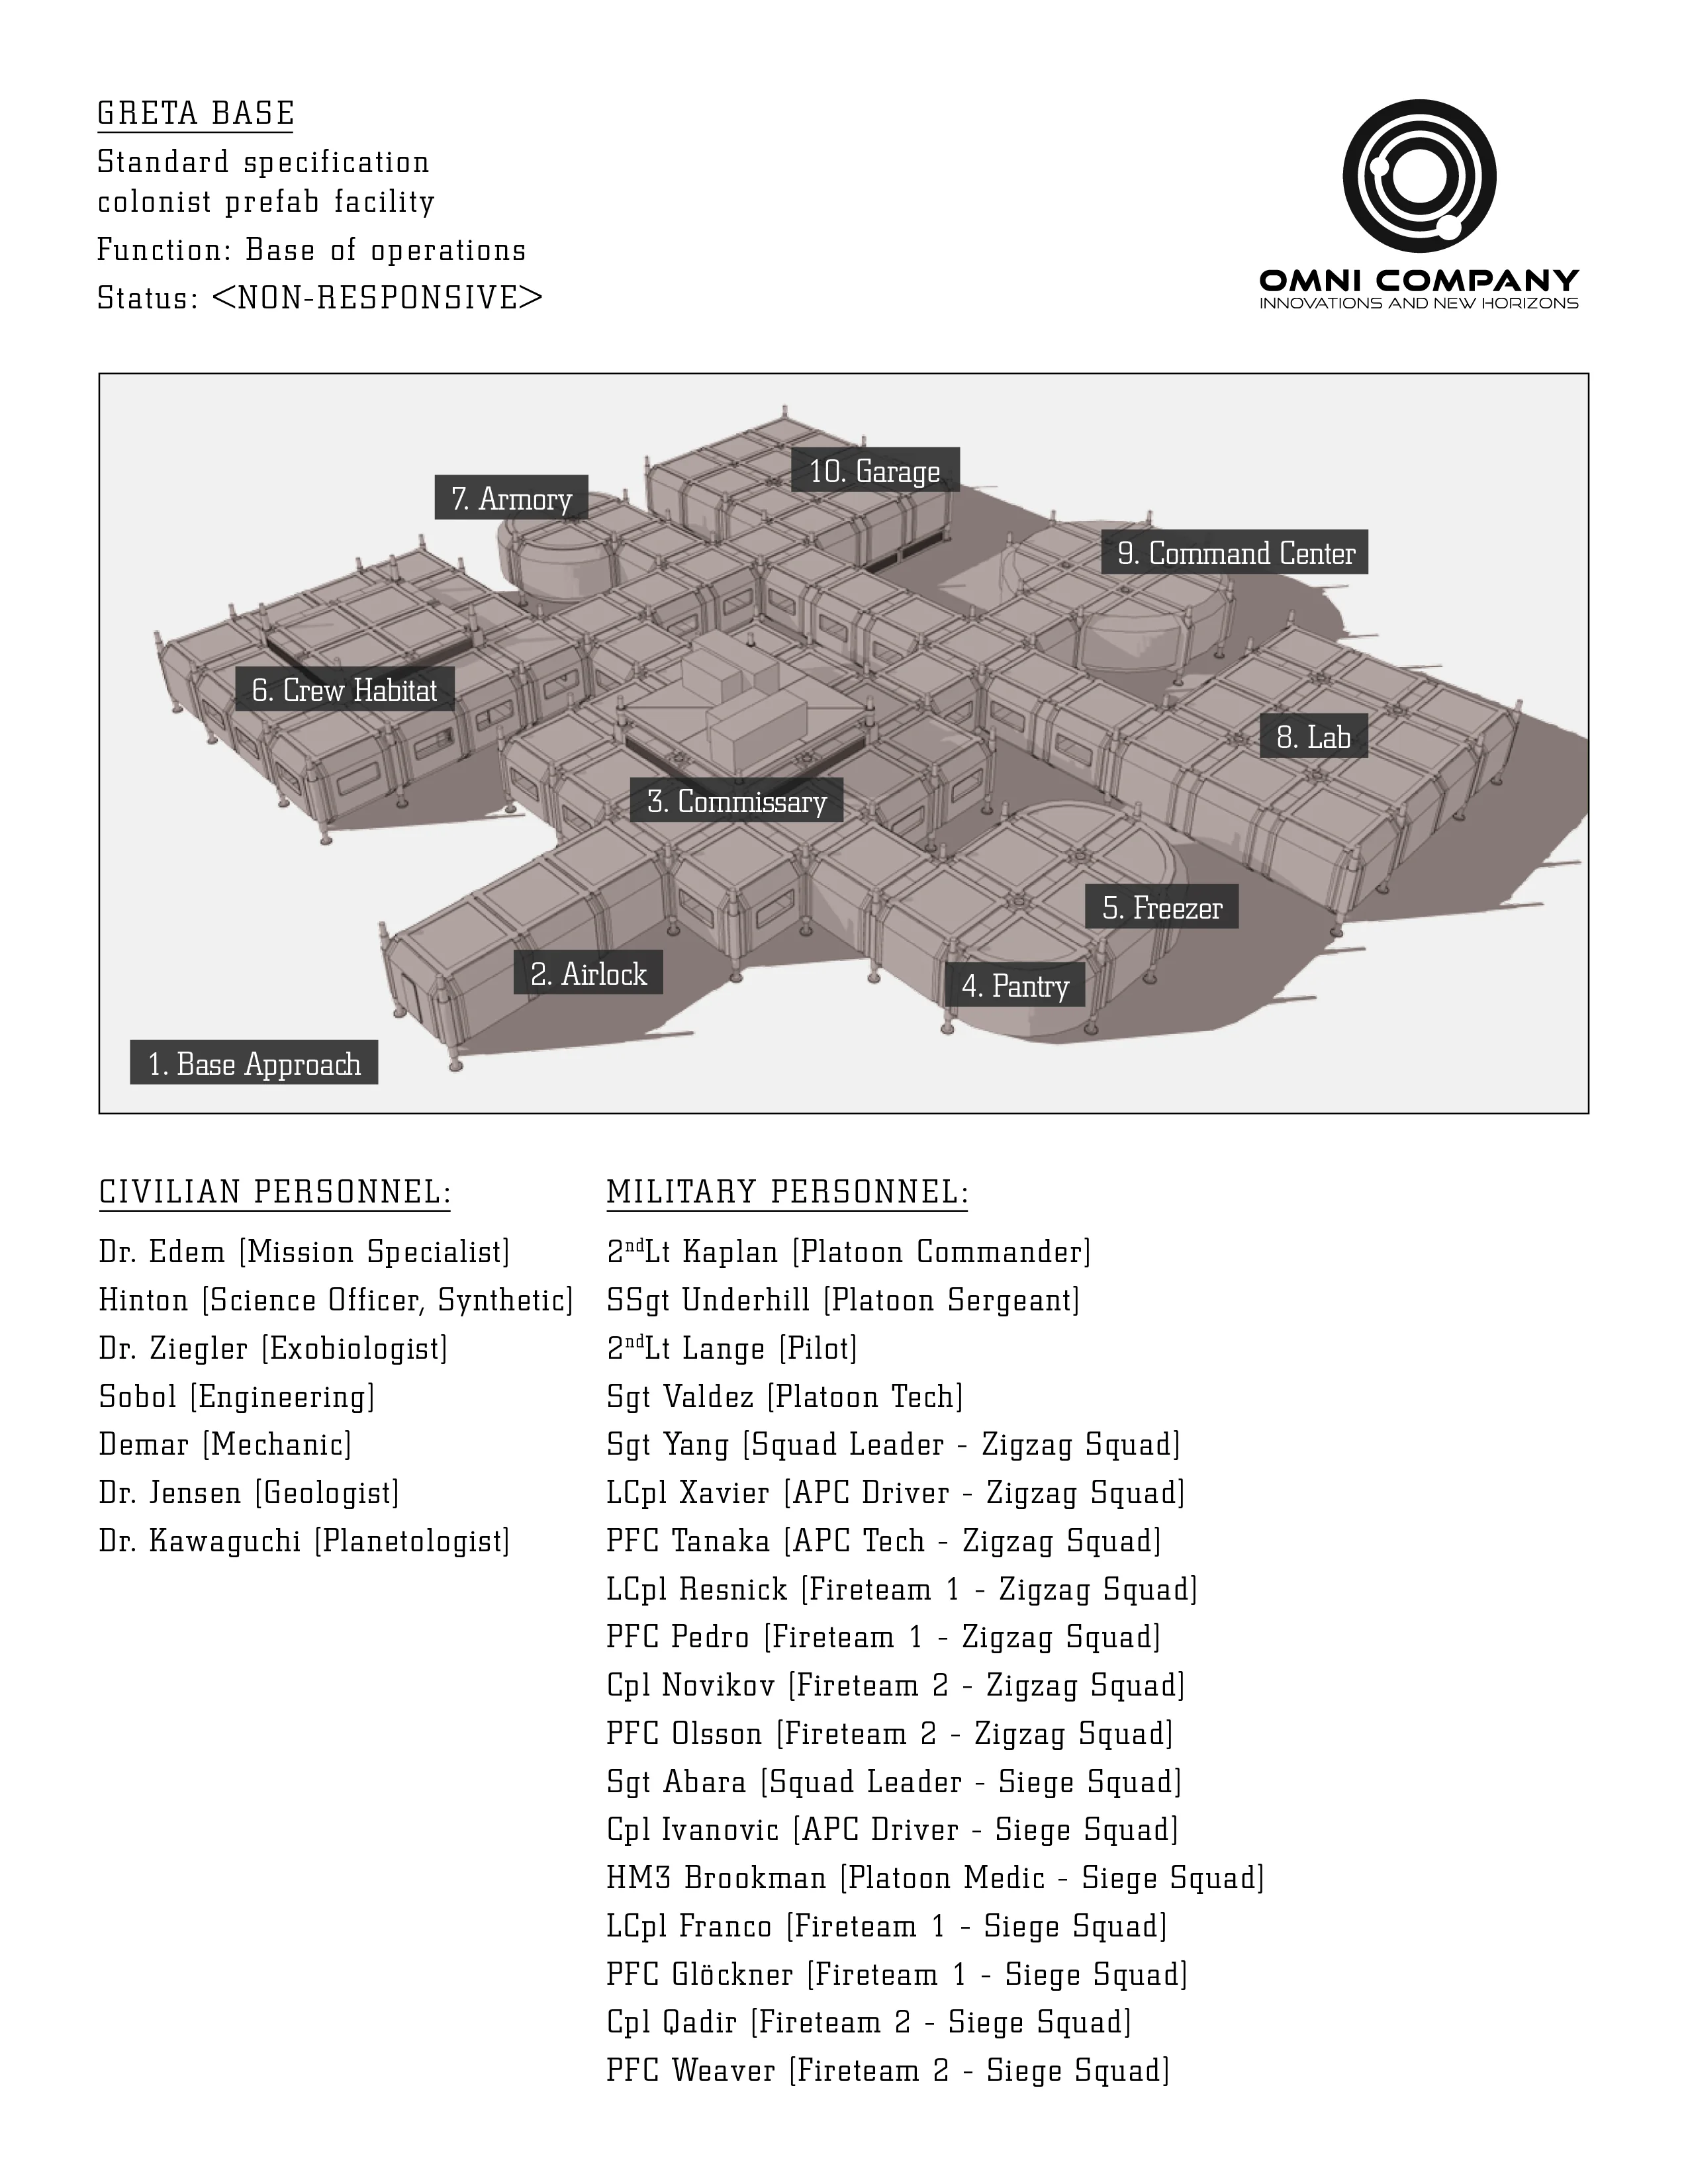 GRETA BASE
Standard specification
colonist prefab facility
Function: Base of operations
Status: <NON-RESPONSIVE>
OMNI COMPANY
INNOVATIONS AND NEW HORIZONS
10. Garage
7. Armory
9. Command Center
6. Crew Habitat
8. Lab
3. Commissary
5. Freezer
2. Airlock
4. Pantry
1. Base Approach
CIVILIAN PERSONNEL:
Dr. Edem (Mission Specialist)
Hinton (Science Officer, Synthetic)
Dr. Ziegler (Exobiologist)
Sobol (Engineering)
Demar (Mechanic)
Dr. Jensen (Geologist)
Dr. Kawaguchi (Planetologist)
MILITARY PERSONNEL:
2ndLt Kaplan (Platoon Commander)
SSgt Underhill (Platoon Sergeant)
2ndLt Lange (Pilot)
Sgt Valdez (Platoon Tech)
Sgt Yang (Squad Leader - Zigzag Squad)
LCpl Xavier (APC Driver - Zigzag Squad)
PFC Tanaka (APC Tech - Zigzag Squad)
LCpl Resnick (Fireteam 1 - Zigzag Squad)
PFC Pedro (Fireteam 1 - Zigzag Squad)
Cpl Novikov (Fireteam 2 - Zigzag Squad)
PFC Olsson (Fireteam 2 - Zigzag Squad)
Sgt Abara (Squad Leader - Siege Squad)
Cpl Ivanovic (APC Driver - Siege Squad)
HM3 Brookman (Platoon Medic - Siege Squad)
LCpl Franco (Fireteam 1 - Siege Squad)
PFC Glöckner (Fireteam 1 - Siege Squad)
Cpl Qadir (Fireteam 2 - Siege Squad)
PFC Weaver (Fireteam 2 - Siege Squad)